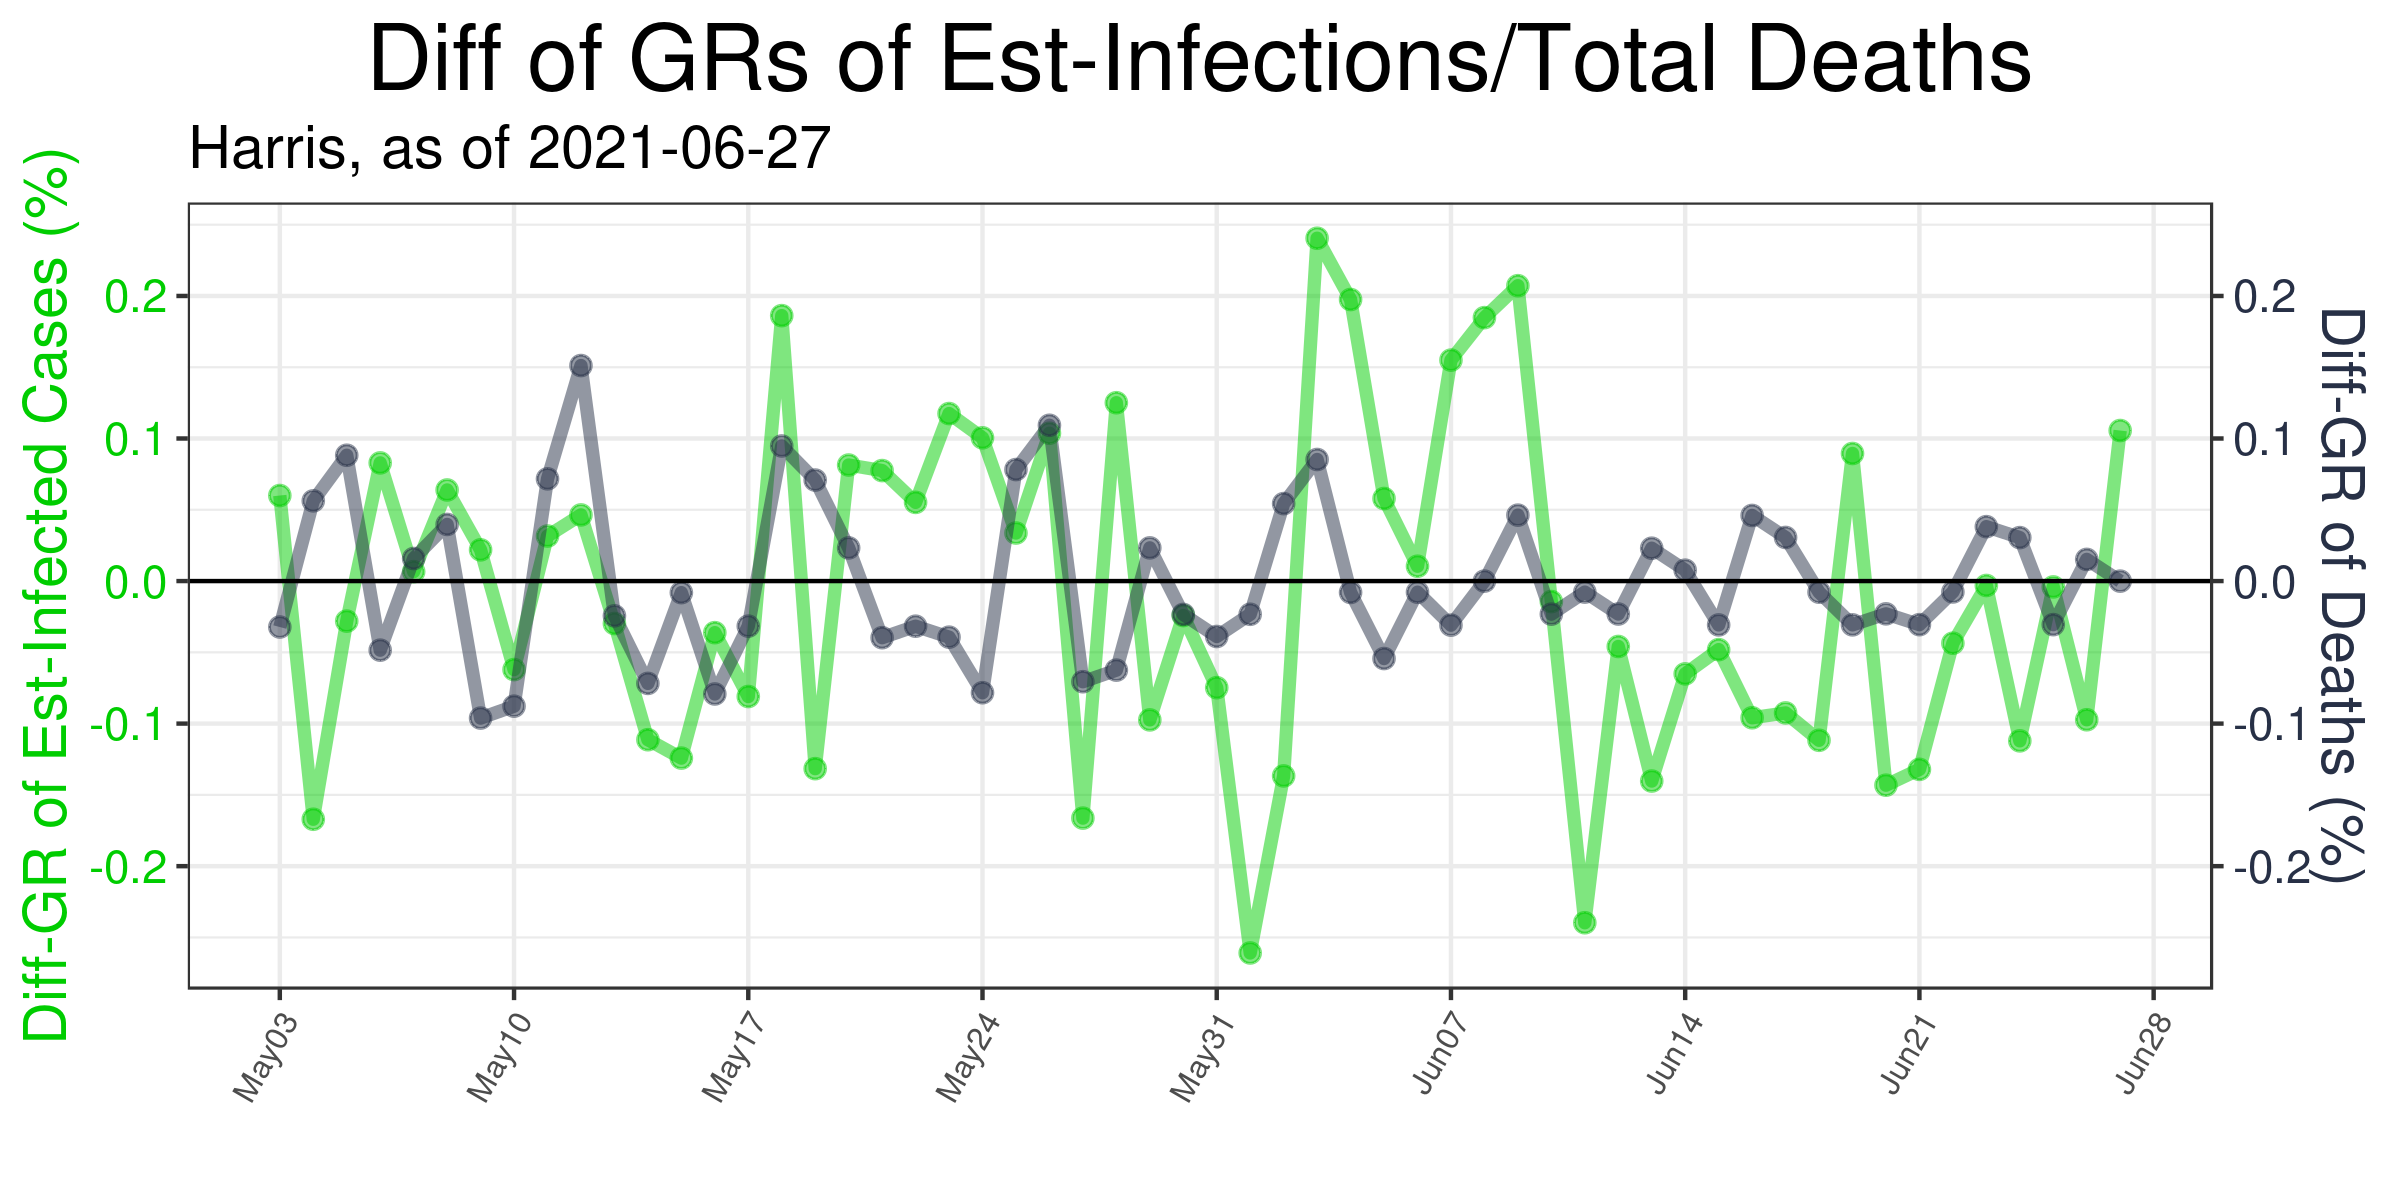 Diff of GRs of Est-Infections/Total Deaths
Harris, as of 2021-06-27
Diff-GR of Est-Infected Cases (%)
0.2
0.1
0.0
-0.1
-0.2
0.2
0.1
0.0
-0.1
-0.2
Diff-GR of Deaths (%)
May03
May10
May17
May24
May31
Jun07
Jun14
Jun21
Jun28